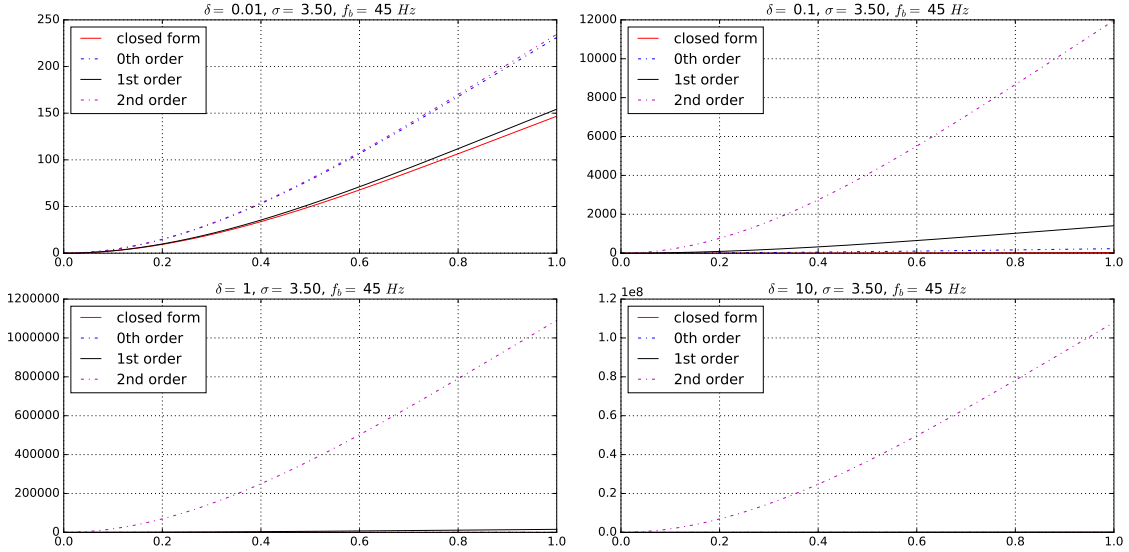 δ = 0.01, σ = 3.50, f_b = 45 Hz
250
200
150
100
50
0
closed form
0th order
1st order
2nd order
0.0 0.2 0.4 0.6 0.8 1.0
δ = 0.1, σ = 3.50, f_b = 45 Hz
12000
10000
8000
6000
4000
2000
0
closed form
0th order
1st order
2nd order
0.0 0.2 0.4 0.6 0.8 1.0
δ = 1, σ = 3.50, f_b = 45 Hz
1200000
1000000
800000
600000
400000
200000
0
closed form
0th order
1st order
2nd order
0.0 0.2 0.4 0.6 0.8 1.0
δ = 10, σ = 3.50, f_b = 45 Hz
1e8
1.2
1.0
0.8
0.6
0.4
0.2
0.0
closed form
0th order
1st order
2nd order
0.0 0.2 0.4 0.6 0.8 1.0